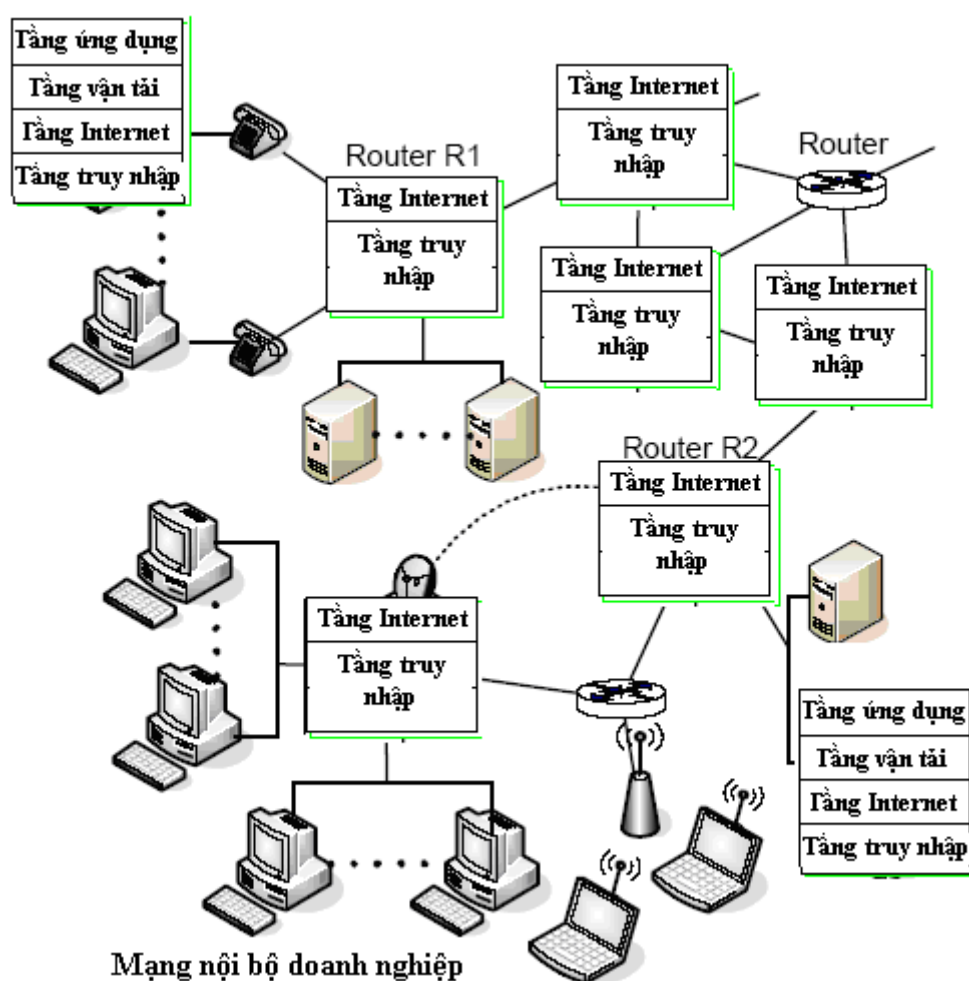 Tầng ứng dụng
Tầng vận tải
Tầng Internet
Tầng truy nhập
Router R1
Tầng Internet
Tầng truy
nhập
Tầng Internet
Tầng truy
nhập
Router
Tầng Internet
Tầng truy
nhập
Tầng Internet
Tầng truy
nhập
Router R2
Tầng Internet
Tầng truy
nhập
Tầng Internet
Tầng truy
nhập
Tầng ứng dụng
Tầng vận tải
Tầng Internet
Tầng truy nhập
Mạng nội bộ doanh nghiệp